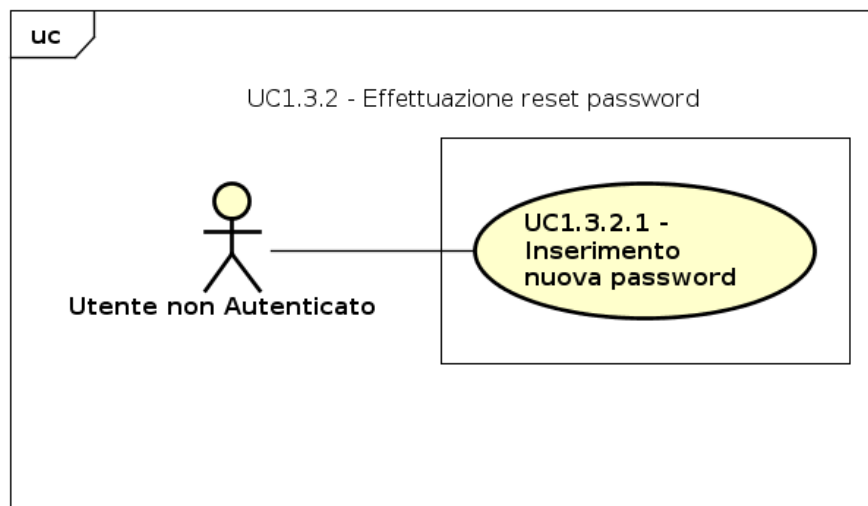 uc
UC1.3.2 - Effettuazione reset password
UC1.3.2.1 -
Inserimento
nuova password
Utente non Autenticato